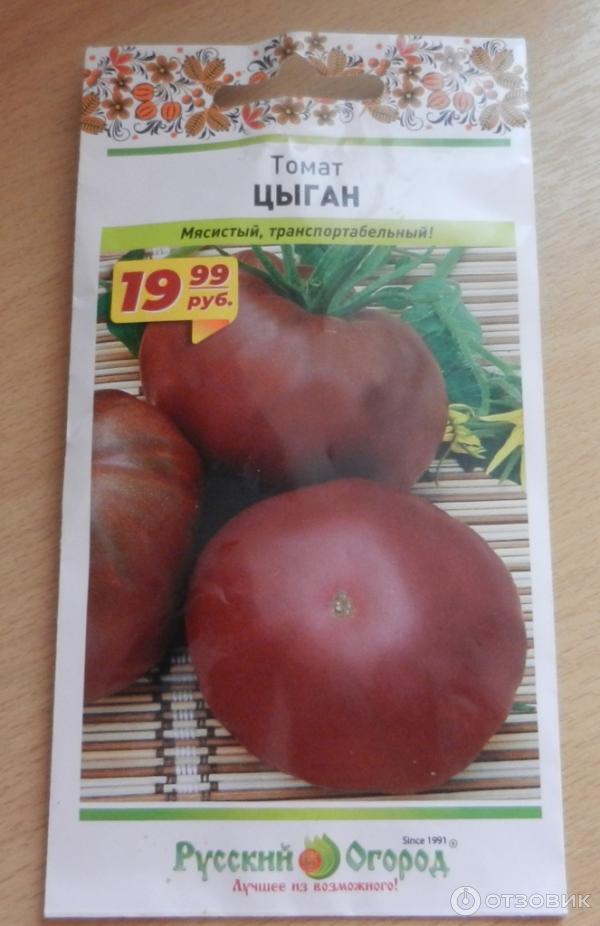 Томат
ЦЫГАН
Мясистый, транспортабельный!
19 99
руб.
Since 1991
Русский Огород ®
Лучшее из возможного!
ОТЗОВИК